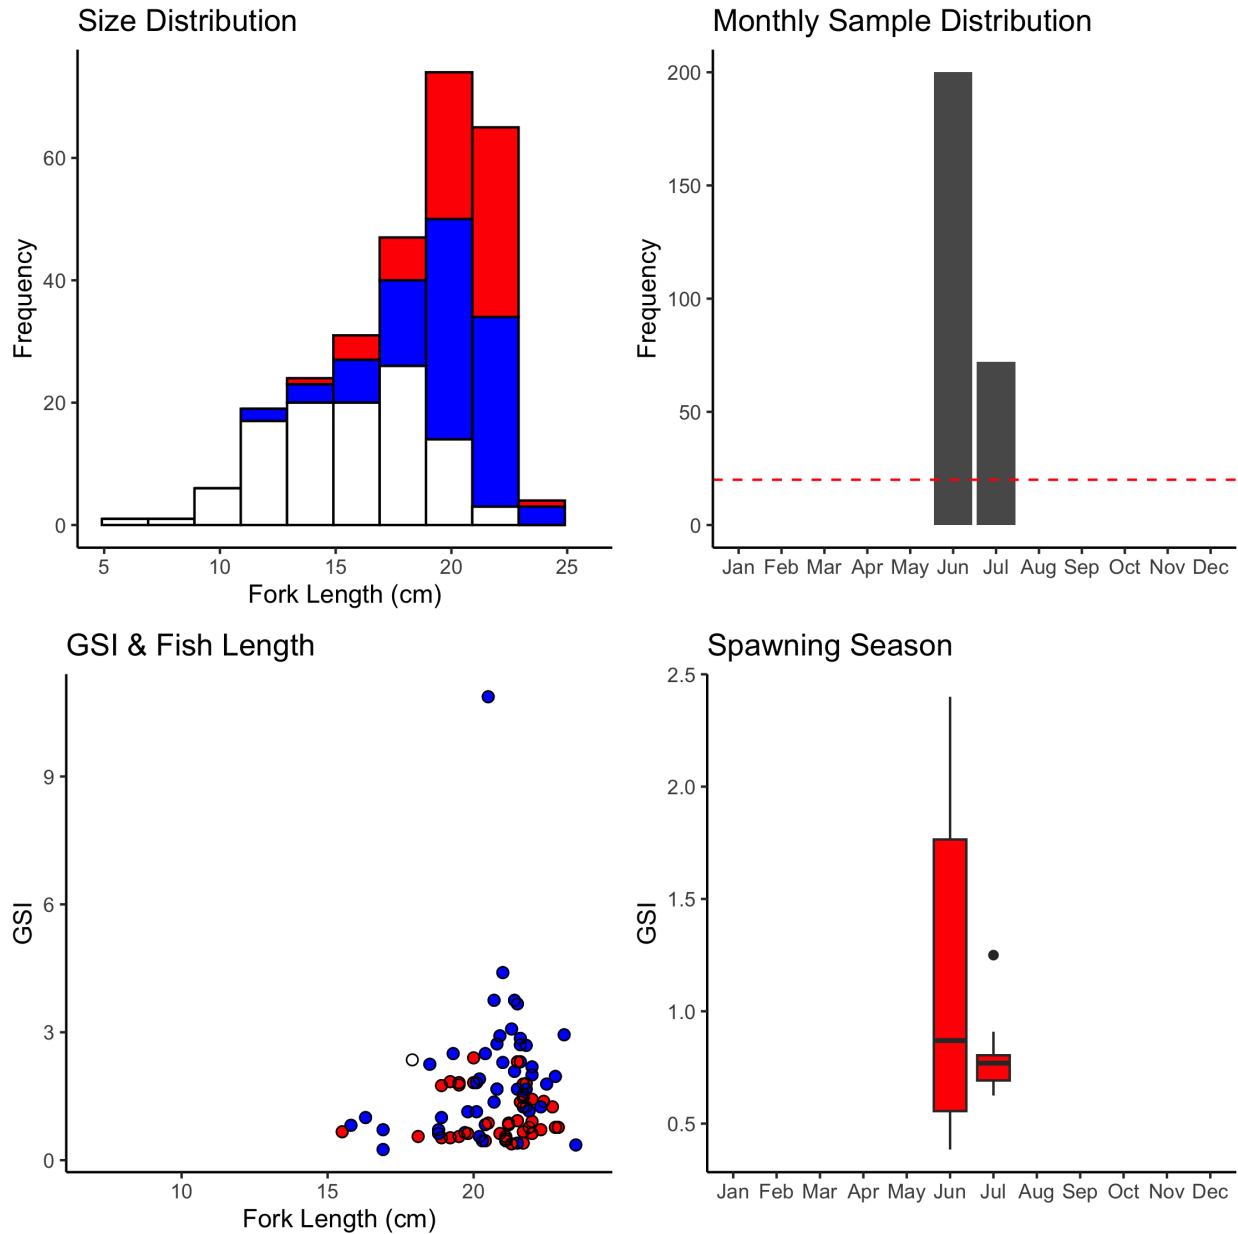 Size Distribution
Frequency
60
40
20
0
5 10 15 20 25
Fork Length (cm)
Monthly Sample Distribution
Frequency
200
150
100
50
0
Jan Feb Mar Apr May Jun Jul Aug Sep Oct Nov Dec
GSI & Fish Length
GSI
9
6
3
0
10 15 20
Fork Length (cm)
Spawning Season
GSI
2.5
2.0
1.5
1.0
0.5
Jan Feb Mar Apr May Jun Jul Aug Sep Oct Nov Dec